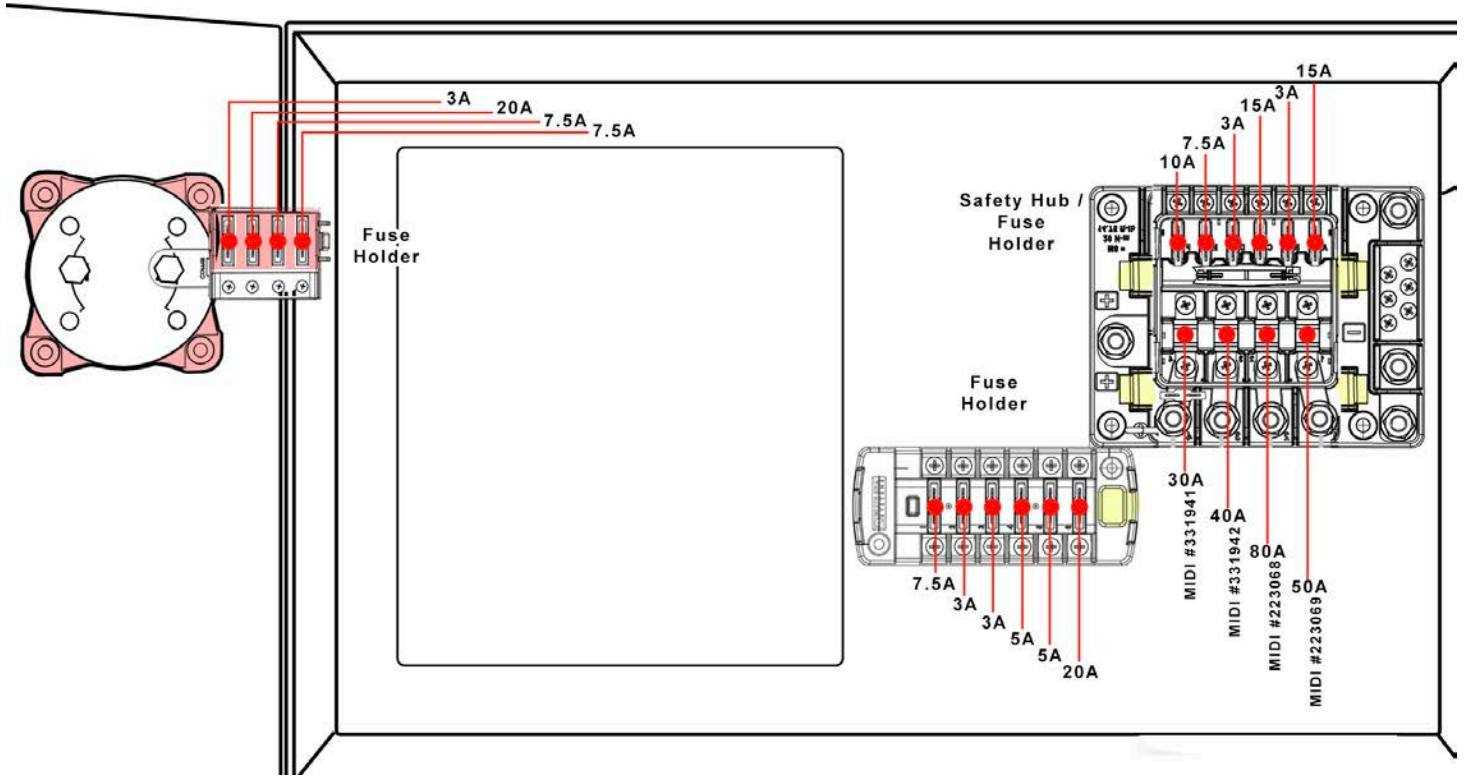 3A
20A
7.5A
7.5A
Fuse
Holder
15A
3A
15A
3A
7.5A
10A
Safety Hub /
Fuse
Holder
Fuse
Holder
30A
MIDI #331941
40A
MIDI #331942
80A
MIDI #223068
50A
MIDI #223069
7.5A
3A
3A
5A
5A
20A